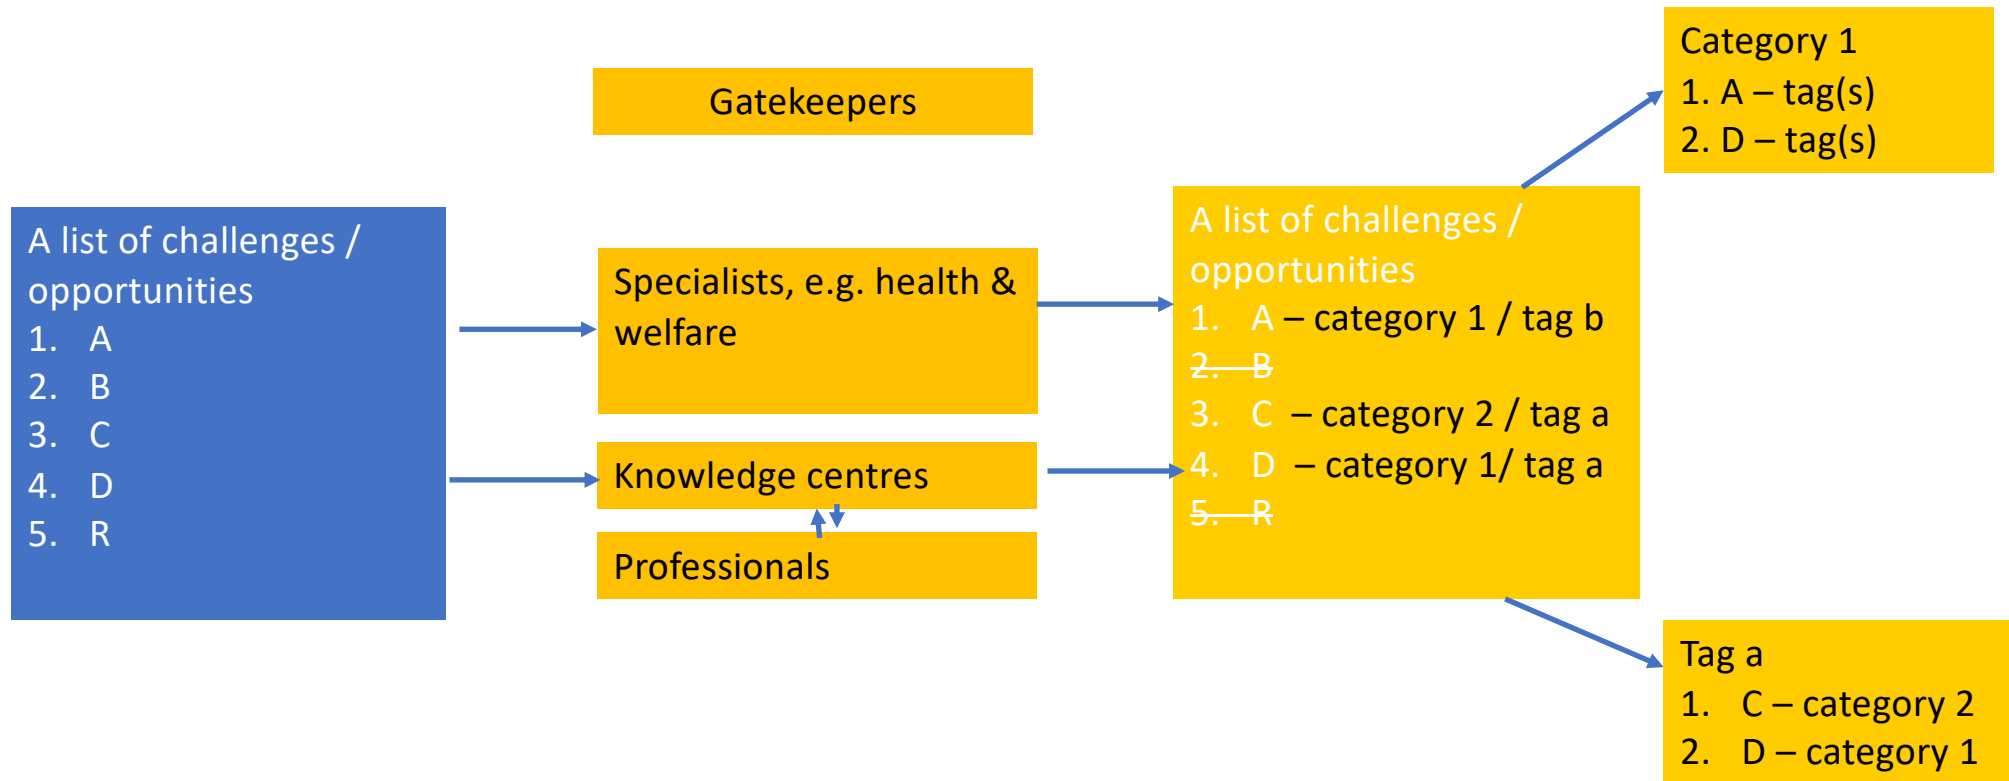 Gatekeepers
A list of challenges /
opportunities
1. A
2. B
3. C
4. D
5. R
Specialists, e.g. health &
welfare
Knowledge centres
Professionals
A list of challenges /
opportunities
1. A – category 1 / tag b
2. B
3. C – category 2 / tag a
4. D – category 1/ tag a
5. R
Category 1
1. A – tag(s)
2. D – tag(s)
Tag a
1. C – category 2
2. D – category 1